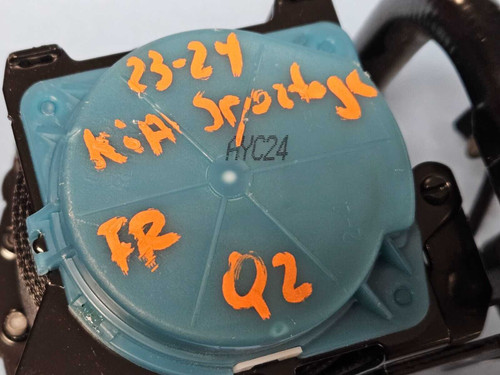 23-24
KiA Sportage
AYC24
FR
Q2